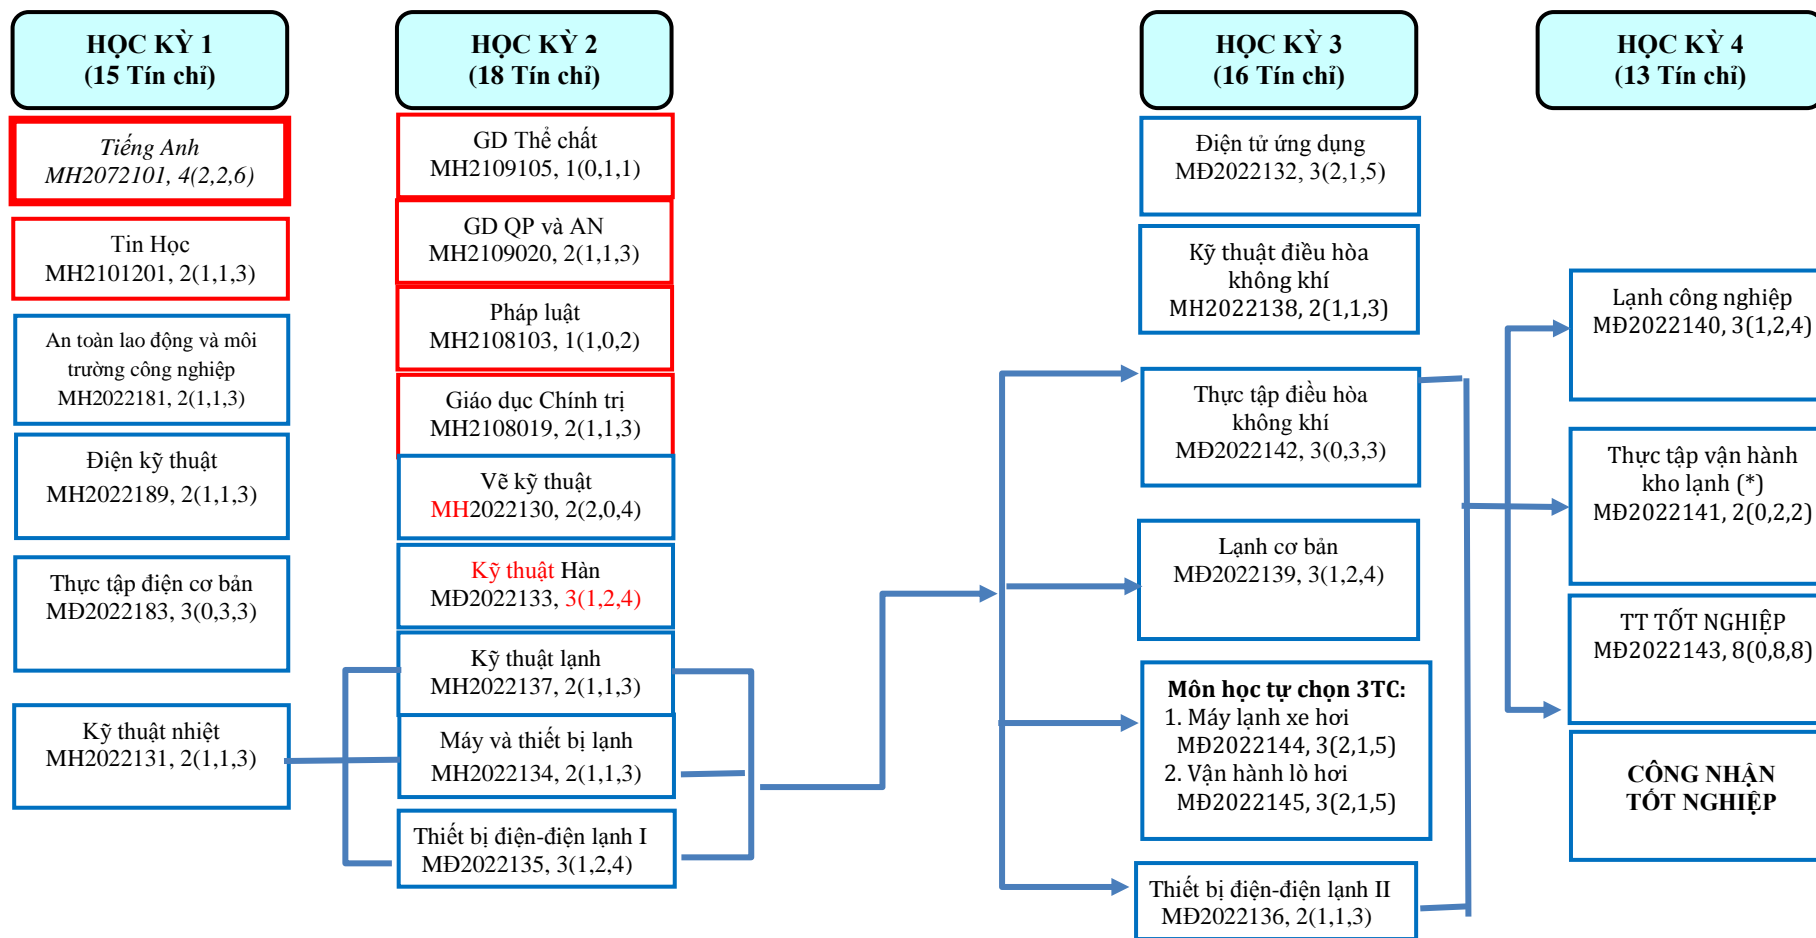 HỌC KỲ 1
(15 Tín chỉ)
Tiếng Anh
MH2072101, 4(2,2,6)
Tin Học
MH2101201, 2(1,1,3)
An toàn lao động và môi
trường công nghiệp
MH2022181, 2(1,1,3)
Điện kỹ thuật
MH2022189, 2(1,1,3)
Thực tập điện cơ bản
MĐ2022183, 3(0,3,3)
Kỹ thuật nhiệt
MH2022131, 2(1,1,3)
HỌC KỲ 2
(18 Tín chỉ)
GD Thể chất
MH2109105, 1(0,1,1)
GD QP và AN
MH2109020, 2(1,1,3)
Pháp luật
MH2108103, 1(1,0,2)
Giáo dục Chính trị
MH2108019, 2(1,1,3)
Vẽ kỹ thuật
MH2022130, 2(2,0,4)
Kỹ thuật Hàn
MĐ2022133, 3(1,2,4)
Kỹ thuật lạnh
MH2022137, 2(1,1,3)
Máy và thiết bị lạnh
MH2022134, 2(1,1,3)
Thiết bị điện-điện lạnh I
MĐ2022135, 3(1,2,4)
HỌC KỲ 3
(16 Tín chỉ)
Điện tử ứng dụng
MĐ2022132, 3(2,1,5)
Kỹ thuật điều hòa
không khí
MH2022138, 2(1,1,3)
Thực tập điều hòa
không khí
MĐ2022142, 3(0,3,3)
Lạnh cơ bản
MĐ2022139, 3(1,2,4)
Môn học tự chọn 3TC:
1. Máy lạnh xe hơi
MĐ2022144, 3(2,1,5)
2. Vận hành lò hơi
MĐ2022145, 3(2,1,5)
Thiết bị điện-điện lạnh II
MĐ2022136, 2(1,1,3)
HỌC KỲ 4
(13 Tín chỉ)
Lạnh công nghiệp
MĐ2022140, 3(1,2,4)
Thực tập vận hành
kho lạnh (*)
MĐ2022141, 2(0,2,2)
TT TỐT NGHIỆP
MĐ2022143, 8(0,8,8)
CÔNG NHẬN
TỐT NGHIỆP